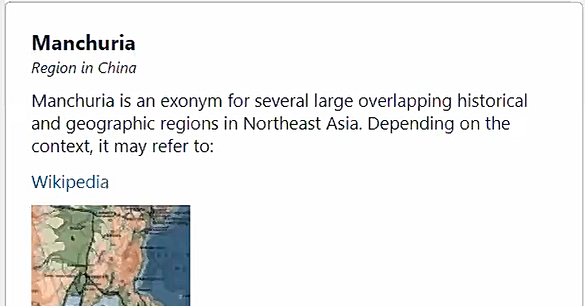 Manchuria
Region in China
Manchuria is an exonym for several large overlapping historical
and geographic regions in Northeast Asia. Depending on the
context, it may refer to:
Wikipedia